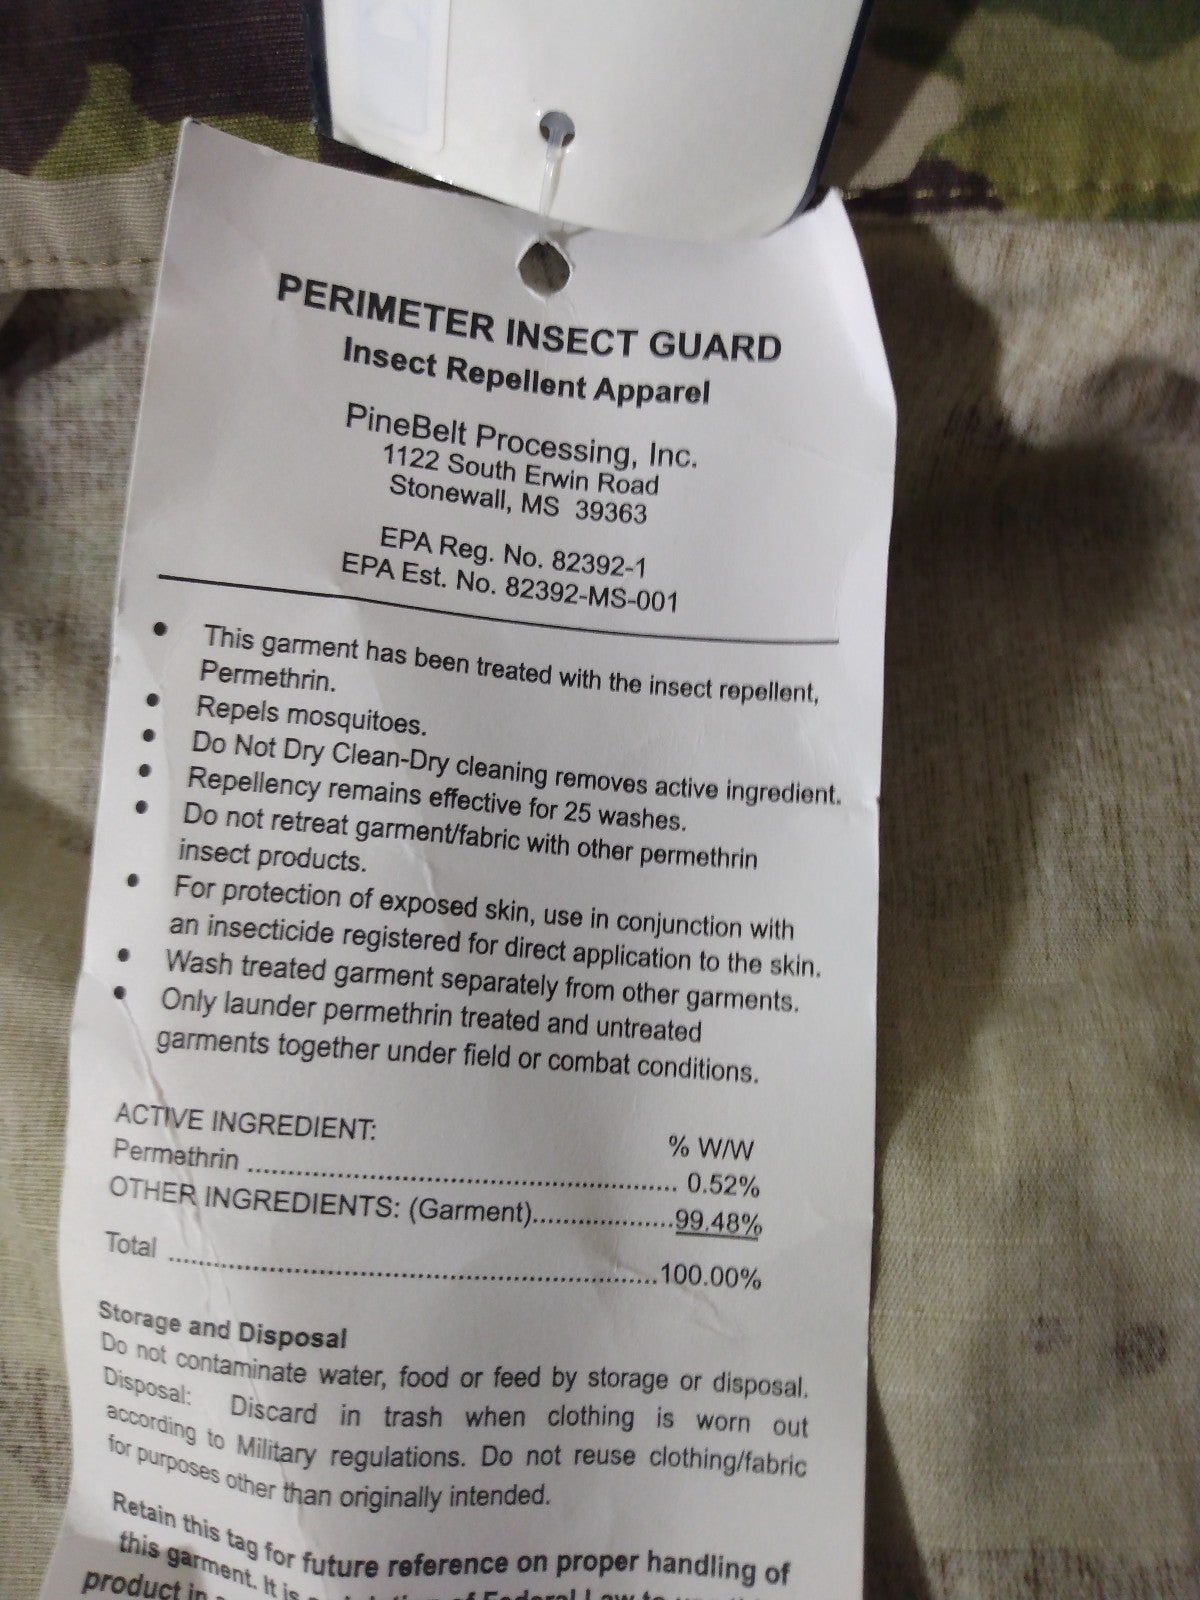 PERIMETER INSECT GUARD
Insect Repellent Apparel
PineBelt Processing, Inc.
1122 South Erwin Road
Stonewall, MS 39363
EPA Reg. No. 82392-1
EPA Est. No. 82392-MS-001
• This garment has been treated with the insect repellent,
Permethrin.
• Repels mosquitoes.
• Do Not Dry Clean-Dry cleaning removes active ingredient.
• Repellency remains effective for 25 washes.
• Do not retreat garment/fabric with other permethrin
insect products.
• For protection of exposed skin, use in conjunction with
an insecticide registered for direct application to the skin.
• Wash treated garment separately from other garments.
• Only launder permethrin treated and untreated
garments together under field or combat conditions.
ACTIVE INGREDIENT: % W/W
Permethrin ............................................................ 0.52%
OTHER INGREDIENTS: (Garment)....................99.48%
Total ....................................................................100.00%
Storage and Disposal
Do not contaminate water, food or feed by storage or disposal.
Disposal: Discard in trash when clothing is worn out
according to Military regulations. Do not reuse clothing/fabric
for purposes other than originally intended.
Retain this tag for future reference on proper handling of
this garment. It is of Federal Law to
product in